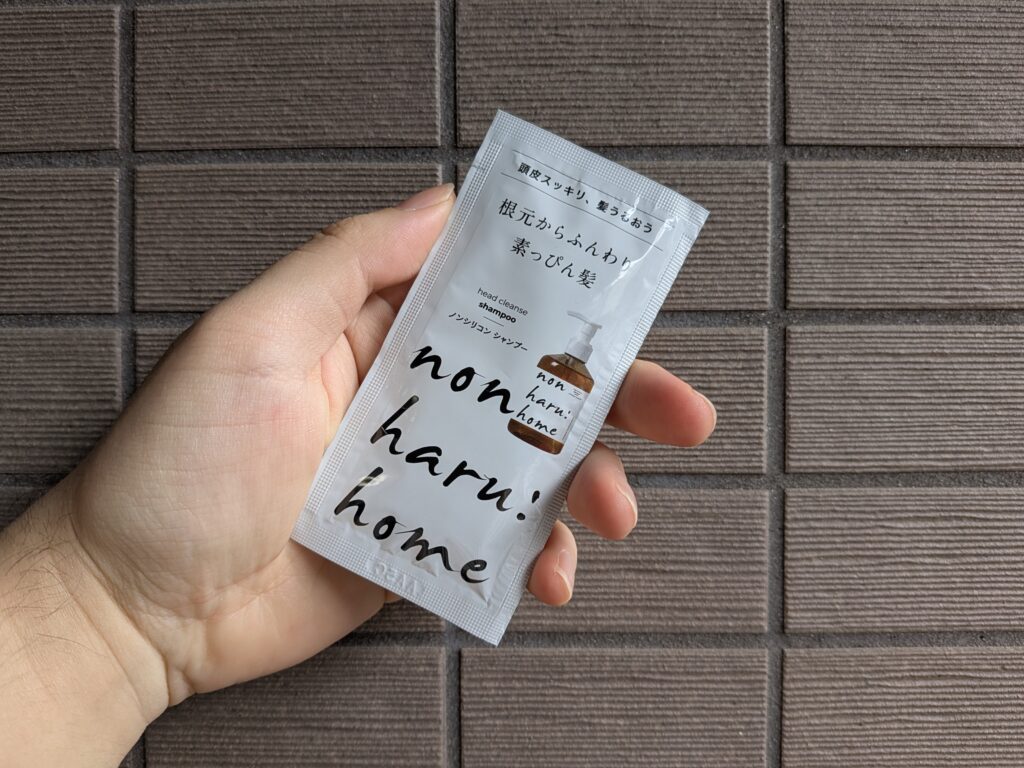 頭皮スッキリ、髪うるおう
根元からふんわり
素っぴん髪
head cleanse
shampoo
ノンシリコン シャンプー
non
haru:
home
non
haru:
home